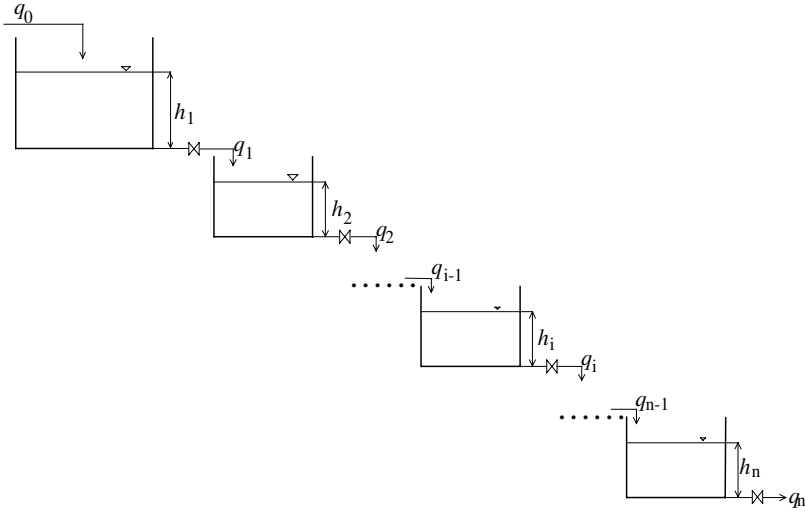 q₀
h₁
q₁
h₂
q₂
qᵢ₋₁
hᵢ
qᵢ
qₙ₋₁
hₙ
qₙ